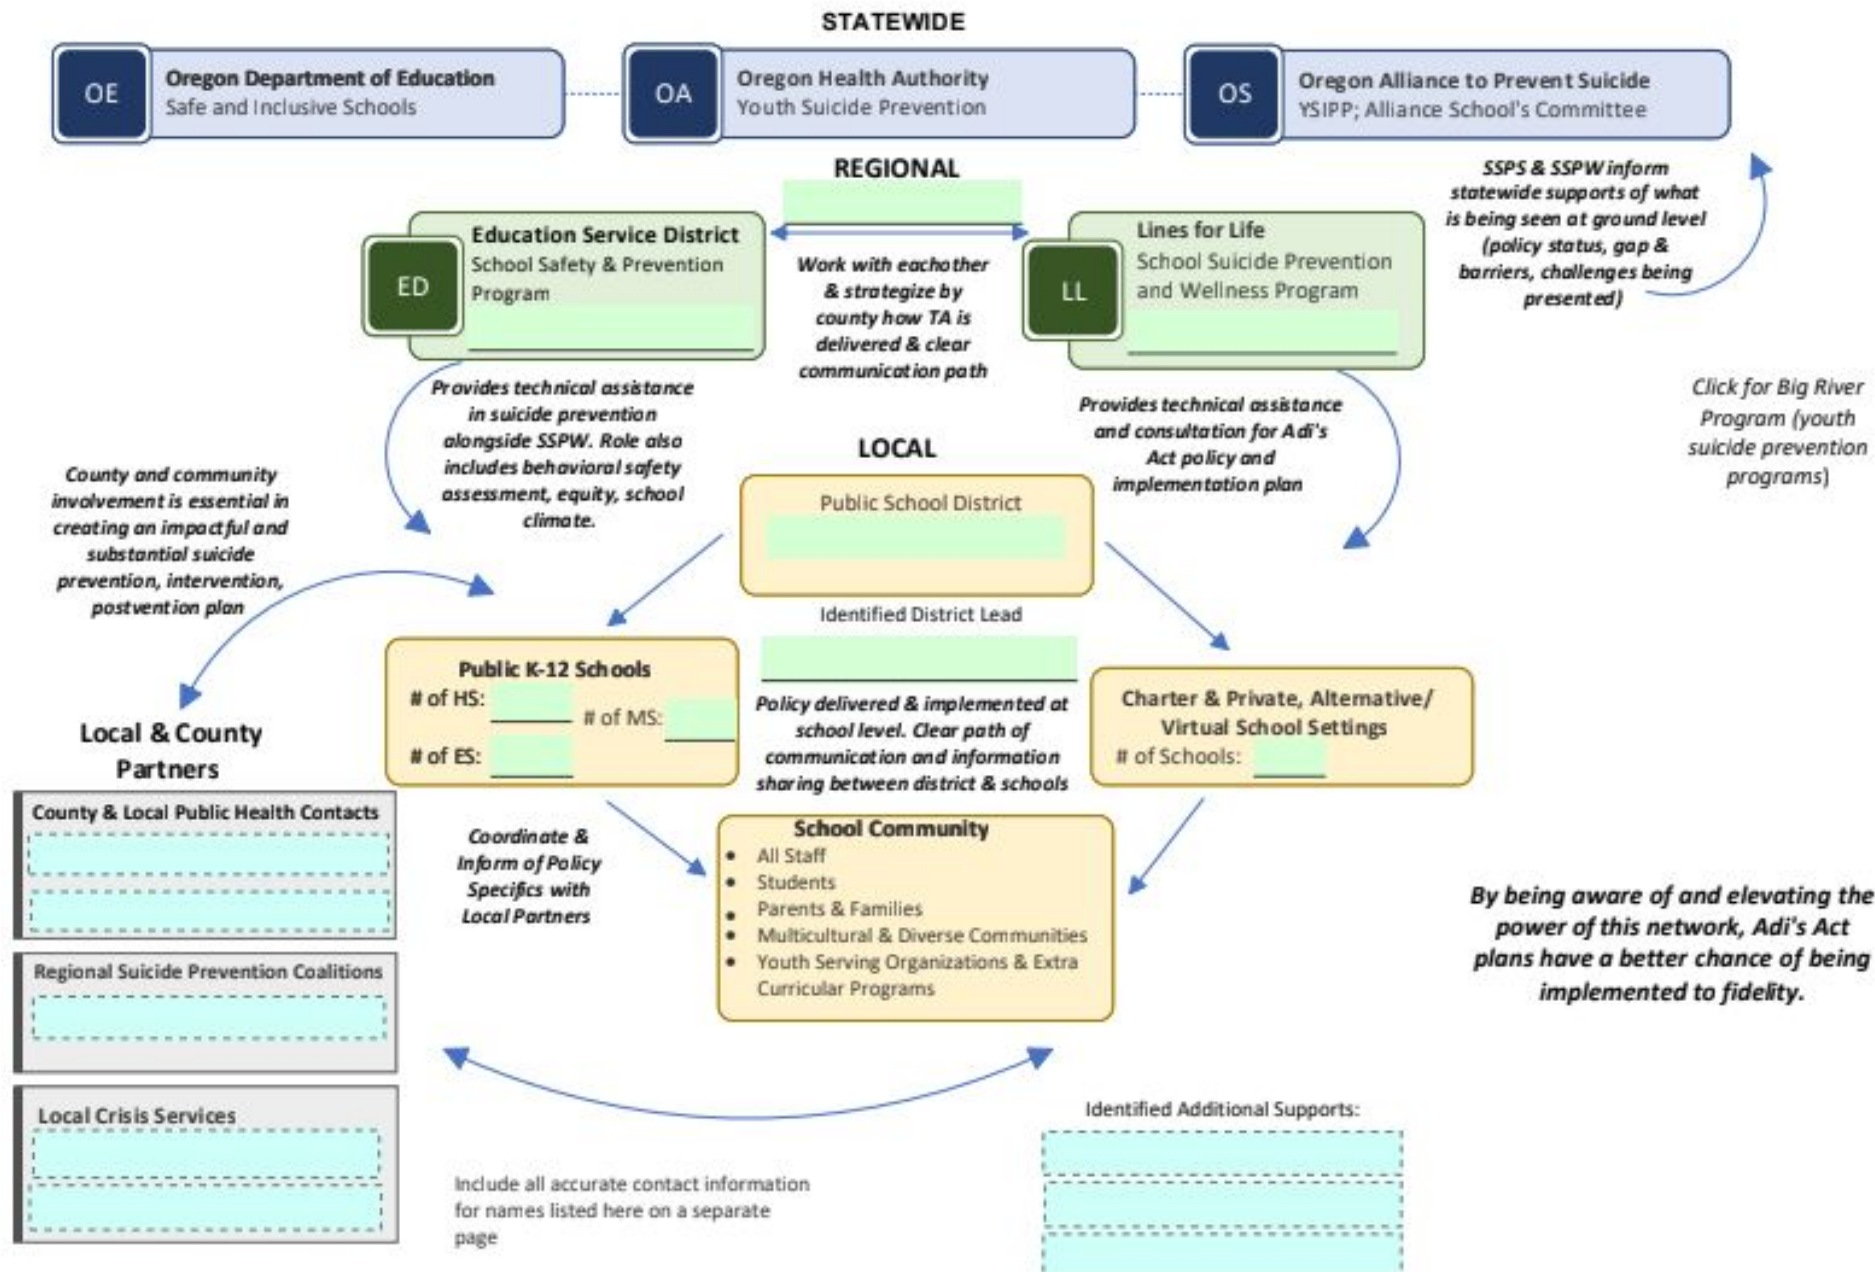 STATEWIDE
OE
Oregon Department of Education
Safe and Inclusive Schools
OA
Oregon Health Authority
Youth Suicide Prevention
OS
Oregon Alliance to Prevent Suicide
YSIPP; Alliance School's Committee
REGIONAL
ED
Education Service District
School Safety & Prevention
Program
Work with eachother
& strategize by
county how TA is
delivered & clear
communication path
LL
Lines for Life
School Suicide Prevention
and Wellness Program
SSPS & SSPW inform
statewide supports of what
is being seen at ground level
(policy status, gap &
barriers, challenges being
presented)
Provides technical assistance
in suicide prevention
alongside SSPW. Role also
includes behavioral safety
assessment, equity, school
climate.
Provides technical assistance
and consultation for Adi's
Act policy and
implementation plan
Click for Big River
Program (youth
suicide prevention
programs)
LOCAL
County and community
involvement is essential in
creating an impactful and
substantial suicide
prevention, intervention,
postvention plan
Public School District
Identified District Lead
Public K-12 Schools
# of HS:
# of MS:
# of ES:
Policy delivered & implemented at
school level. Clear path of
communication and information
sharing between district & schools
Charter & Private, Alternative/
Virtual School Settings
# of Schools:
Local & County
Partners
County & Local Public Health Contacts
Coordinate &
Inform of Policy
Specifics with
Local Partners
School Community
• All Staff
• Students
• Parents & Families
• Multicultural & Diverse Communities
• Youth Serving Organizations & Extra
Curricular Programs
By being aware of and elevating the
power of this network, Adi's Act
plans have a better chance of being
implemented to fidelity.
Regional Suicide Prevention Coalitions
Local Crisis Services
Include all accurate contact information
for names listed here on a separate
page
Identified Additional Supports: